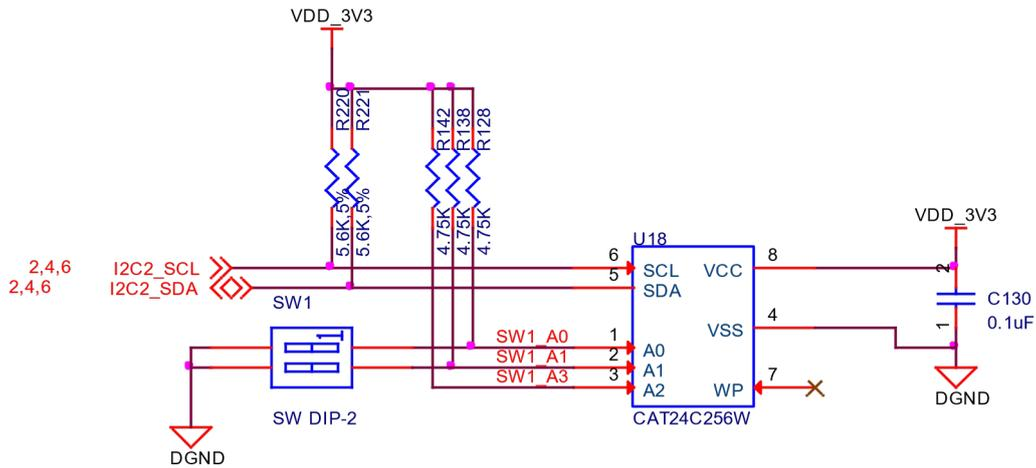 VDD_3V3
R220
R221
R142
R138
R128
5.6K,5%
5.6K,5%
4.75K
4.75K
4.75K
VDD_3V3
U18
2,4,6 I2C2_SCL 6 SCL VCC 8 2
2,4,6 I2C2_SDA 5 SDA
SW1
C130
0.1uF
1
4
VSS
1
SW1_A0 1 A0
SW1_A1 2 A1
SW1_A3 3 A2 WP 7
DGND
SW DIP-2
CAT24C256W
DGND